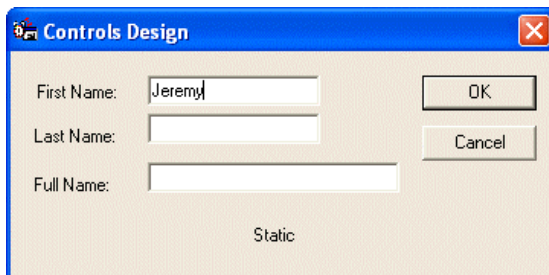 Controls Design
First Name: Jeremy OK
Last Name: Cancel
Full Name:
Static